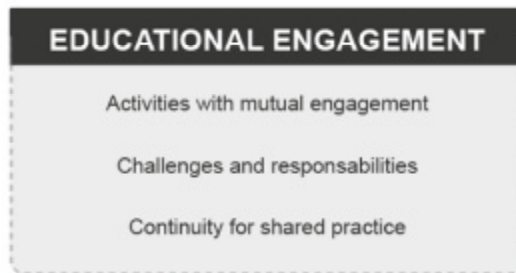 EDUCATIONAL ENGAGEMENT
Activities with mutual engagement
Challenges and responsabilities
Continuity for shared practice